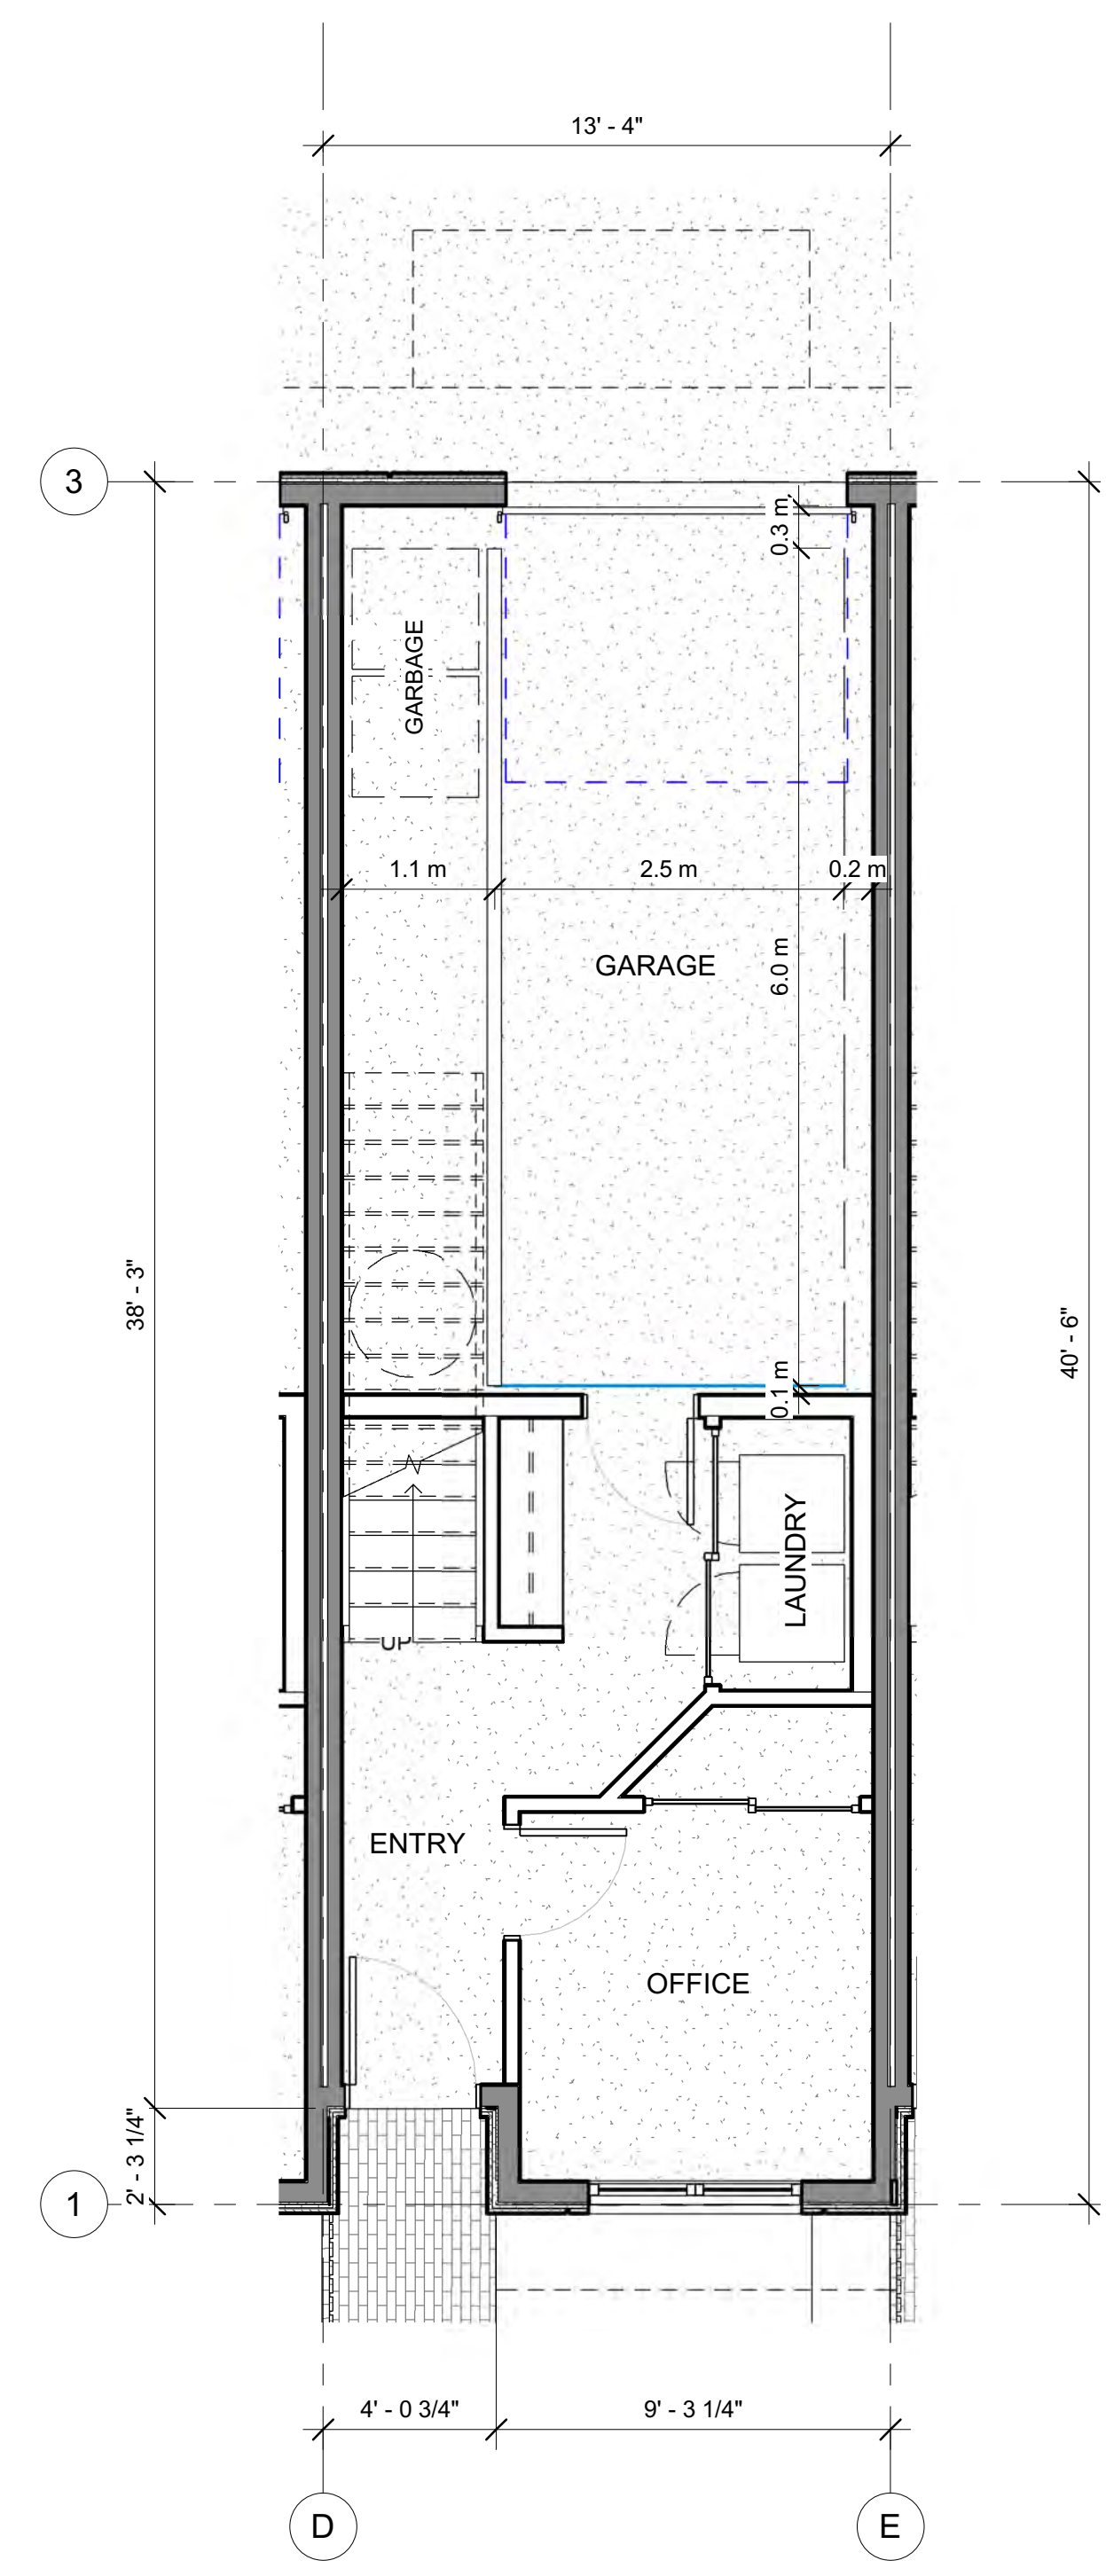 13' - 4"
3
0.3 m
GARBAGE
1.1 m
2.5 m
0.2 m
GARAGE
6.0 m
38' - 3"
40' - 6"
0.1 m
LAUNDRY
UP
ENTRY
OFFICE
2' - 3 1/4"
1
4' - 0 3/4"
9' - 3 1/4"
D
E